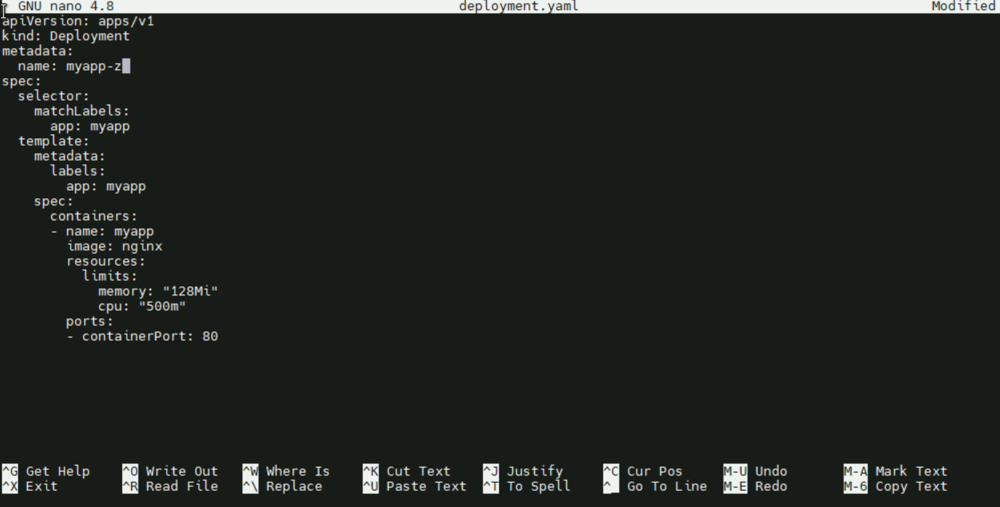 GNU nano 4.8 deployment.yaml Modified
apiVersion: apps/v1
kind: Deployment
metadata:
  name: myapp-z
spec:
  selector:
    matchLabels:
      app: myapp
  template:
    metadata:
      labels:
        app: myapp
    spec:
      containers:
      - name: myapp
        image: nginx
        resources:
          limits:
            memory: "128Mi"
            cpu: "500m"
        ports:
        - containerPort: 80
^G Get Help ^O Write Out ^W Where Is ^K Cut Text ^J Justify ^C Cur Pos M-U Undo M-A Mark Text
^X Exit ^R Read File ^\ Replace ^U Paste Text ^T To Spell ^_ Go To Line M-E Redo M-6 Copy Text